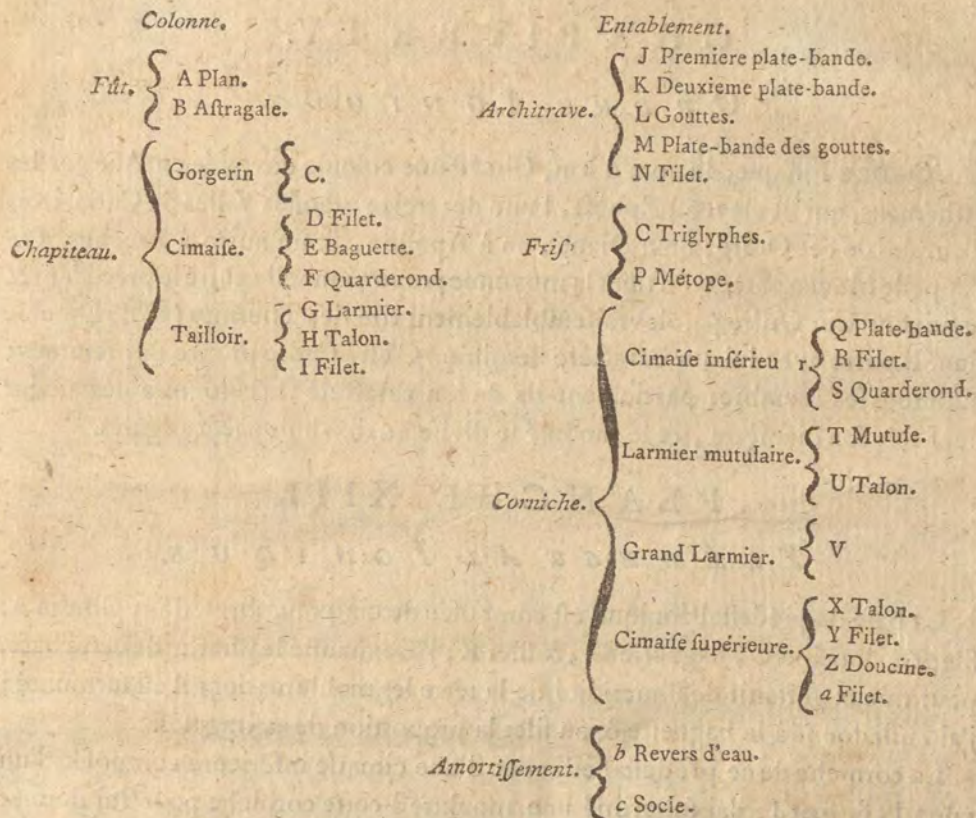 Colonne.
Fût.
A Plan.
B Aſtragale.
Chapiteau.
Gorgerin
C.
Cimaiſe.
D Filet.
E Baguette.
F Quarderond.
Tailloir.
G Larmier.
H Talon.
I Filet.
Entablement.
Architrave.
J Premiere plate-bande.
K Deuxieme plate-bande.
L Gouttes.
M Plate-bande des gouttes.
N Filet.
Friſ'
C Triglyphes.
P Métope.
Corniche.
Cimaiſe inférieu r.
Q Plate-bande.
R Filet.
S Quarderond.
Larmier mutulaire.
T Mutule.
U Talon.
Grand Larmier.
V
Cimaiſe ſupérieure.
X Talon.
Y Filet.
Z Doucine.
a Filet.
Amortiſſement.
b Revers d'eau.
c Socle.